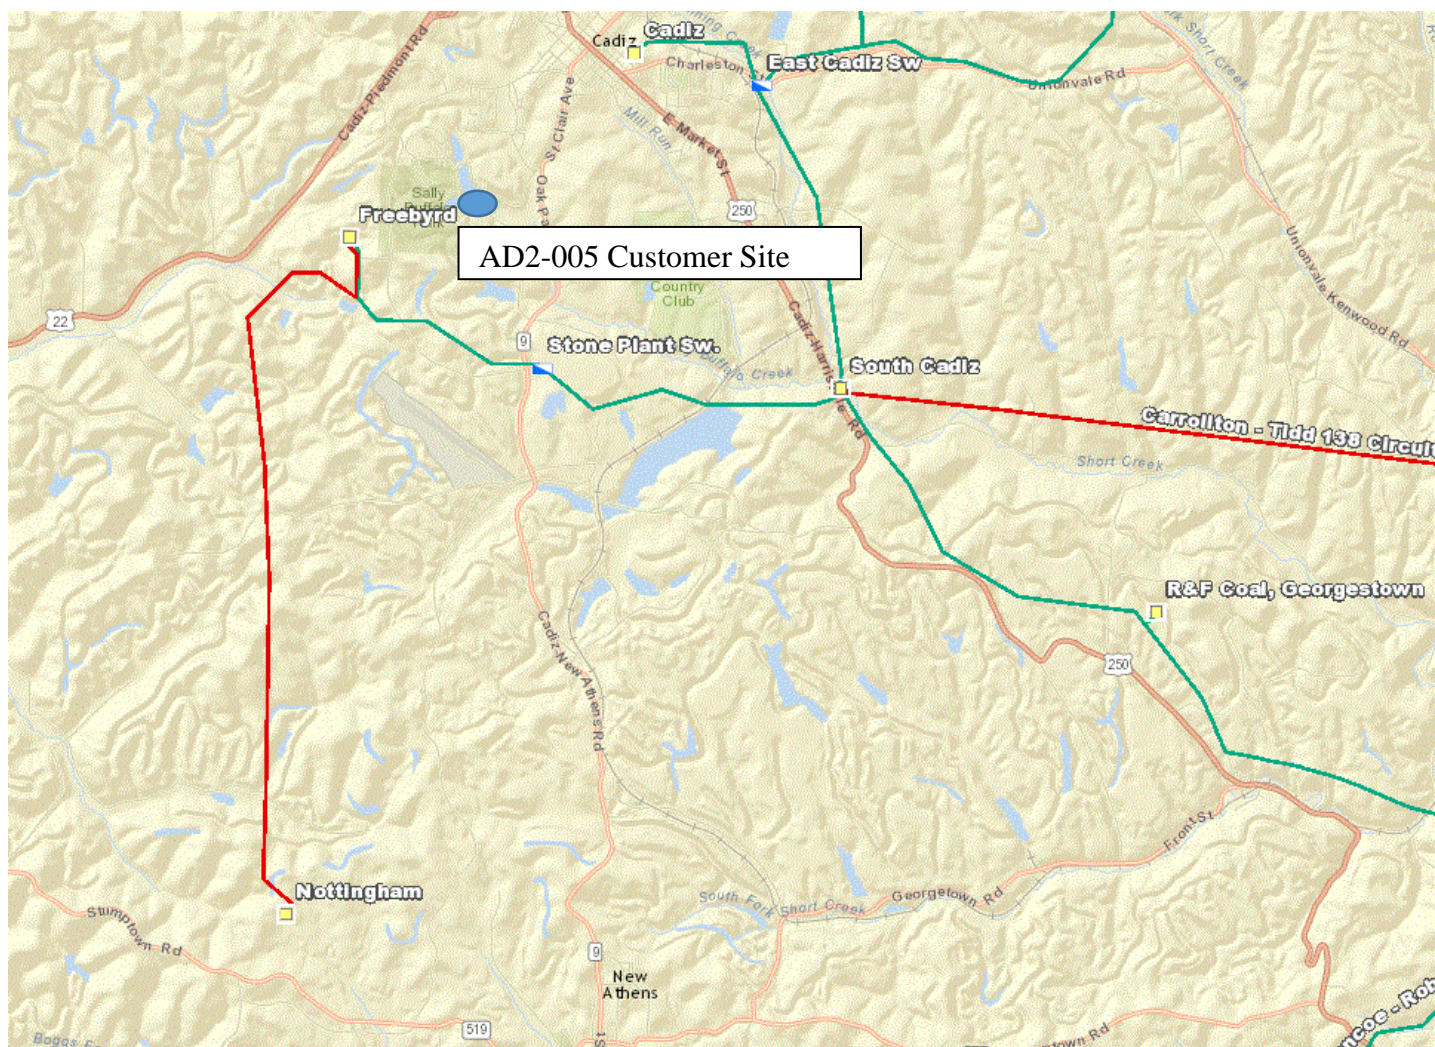 Cadiz
Cadiz
East Cadiz Sw
Charleston St
Unionvale Rd
Cadiz-Piedmont Rd
St Clair Ave
Mill Run
E Market St
250
Sally
Freebyrd
AD2-005 Customer Site
Country
Club
Unionvale Kenwood Rd
22
9
Stone Plant Sw.
Buffalo Creek
South Cadiz
Carrollton - Tidd 138 Circuit
Short Creek
R&F Coal, Georgestown
Cadiz-New Athens Rd
250
Front St
Nottingham
Stumptown Rd
South Fork Short Creek
Georgetown Rd
9
New
Athens
519